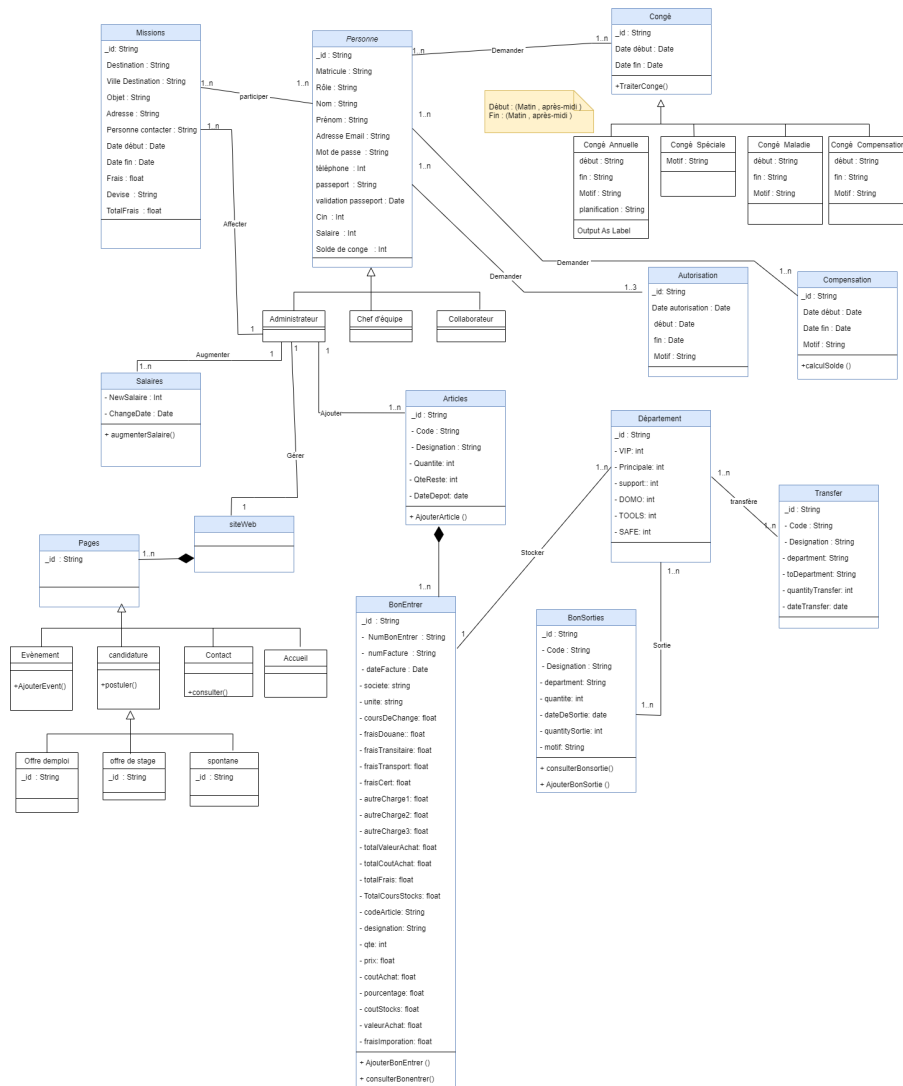 Missions
_id: String
Destination : String
Ville Destination : String
Objet : String
Adresse : String
Personne contacter : String
Date début : Date
Date fin : Date
Frais : float
Devise : String
TotalFrais : float
1..n
participer
1..n
1..n
Affecter
1
Personne
_id : String
Matricule : String
Rôle : String
Nom : String
Prénom : String
Adresse Email : String
Mot de passe : String
téléphone : Int
passeport : String
validation passeport : Date
Cin : Int
Salaire : Int
Solde de conge : Int
1..n
Demander
1..n
Congé
_id : String
Date début : Date
Date fin : Date
+TraiterConge()
Début : (Matin , après-midi )
Fin : (Matin , après-midi )
Congé Annuelle
début : String
fin : String
Motif : String
planification : String
Output As Label
Congé Spéciale
Motif : String
Congé Maladie
début : String
fin : String
Motif : String
Congé Compensation
début : String
fin : String
Motif : String
1..n
Demander
1..n
1..n
Demander
1..3
Autorisation
_id: String
Date autorisation : Date
début : Date
fin : Date
Motif : String
Compensation
_id : String
Date début : Date
Date fin : Date
Motif : String
+calculSolde ()
Administrateur
Chef d'équipe
Collaborateur
Augmenter
1
1..n
Salaires
- NewSalaire : Int
- ChangeDate : Date
+ augmenterSalaire()
1
Gérer
1
1
Ajouter
1..n
Articles
_id : String
- Code : String
- Designation : String
- Quantite: int
- QteReste: int
- DateDepot: date
+ AjouterArticle ()
1..n
Département
_id : String
- VIP: int
- Principale: int
- support:: int
- DOMO: int
- TOOLS: int
- SAFE: int
1..n
Stocker
1
1..n
transfère
1..n
Transfer
_id : String
- Code : String
- Designation : String
- department: String
- toDepartment: String
- quantityTransfer: int
- dateTransfer: date
1..n
Sortie
1..n
siteWeb
1..n
Pages
_id : String
Evènement
+AjouterEvent()
candidature
+postuler()
Contact
+consulter()
Accueil
Offre demploi
_id : String
offre de stage
_id : String
spontane
_id : String
BonEntrer
_id : String
- NumBonEntrer : String
- numFacture : String
- dateFacture : Date
- societe: string
- unite: string
- coursDeChange: float
- fraisDouane:: float
- fraisTransitaire: float
- fraisTransport: float
- fraisCert: float
- autreCharge1: float
- autreCharge2: float
- autreCharge3: float
- totalValeurAchat: float
- totalCoutAchat: float
- totalFrais: float
- TotalCoursStocks: float
- codeArticle: String
- designation: String
- qte: int
- prix: float
- coutAchat: float
- pourcentage: float
- coutStocks: float
- valeurAchat: float
- fraisImporation: float
+ AjouterBonEntrer ()
+ consulterBonentrer()
BonSorties
_id : String
- Code : String
- Designation : String
- department: String
- quantite: int
- dateDeSortie: date
- quantitySortie: int
- motif: String
+ consulterBonsortie()
+ AjouterBonSortie ()